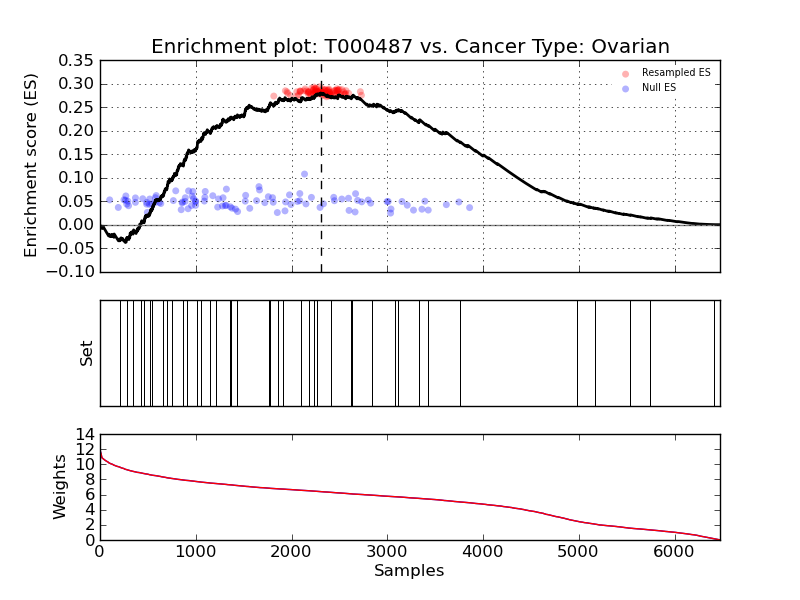 Enrichment plot: T000487 vs. Cancer Type: Ovarian
Enrichment score (ES)
0.35
0.30
0.25
0.20
0.15
0.10
0.05
0.00
−0.05
−0.10
Resampled ES
Null ES
Set
Weights
14
12
10
8
6
4
2
0
0 1000 2000 3000 4000 5000 6000
Samples